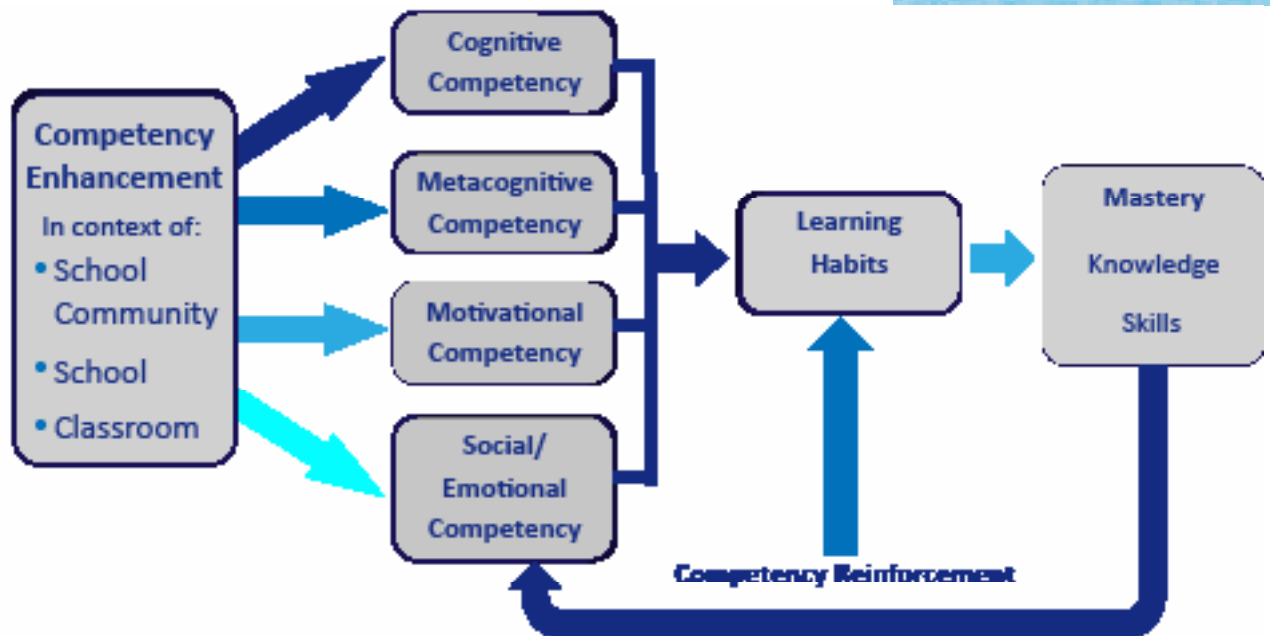 Competency
Enhancement
In context of:
• School
Community
• School
• Classroom
Cognitive
Competency
Metacognitive
Competency
Motivational
Competency
Social/
Emotional
Competency
Learning
Habits
Competency Reinforcement
Mastery
Knowledge
Skills